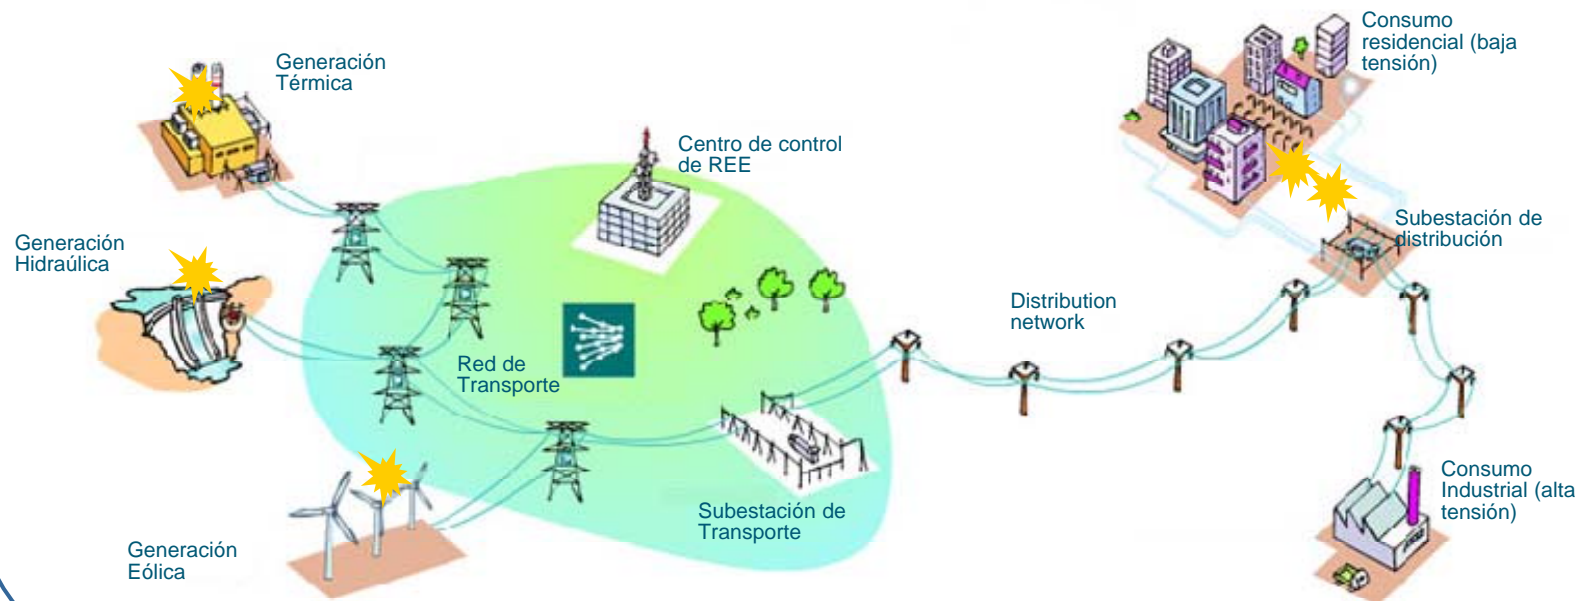 Generación
Térmica
Centro de control
de REE
Consumo
residencial (baja
tensión)
Generación
Hidraúlica
Subestación de
distribución
Distribution
network
Red de
Transporte
Subestación de
Transporte
Consumo
Industrial (alta
tensión)
Generación
Eólica